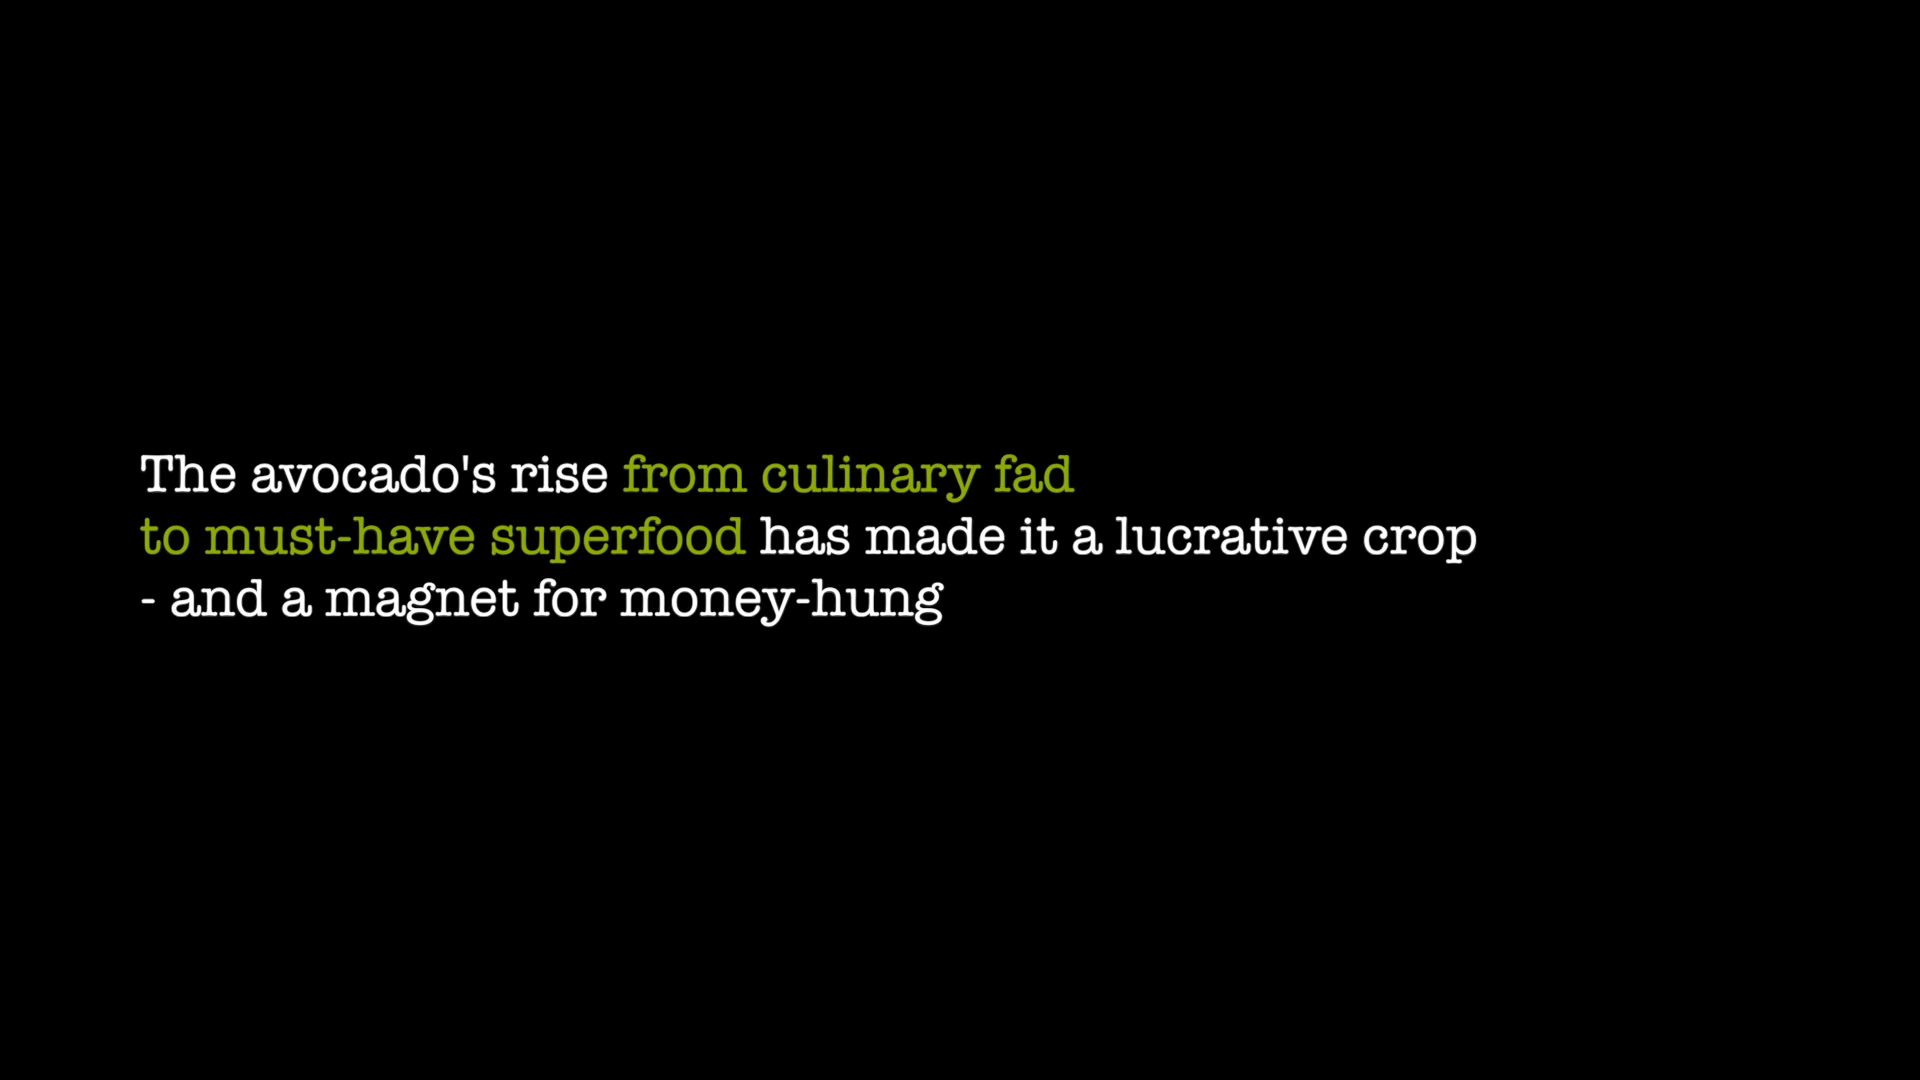 The avocado's rise from culinary fad
to must-have superfood has made it a lucrative crop
- and a magnet for money-hung